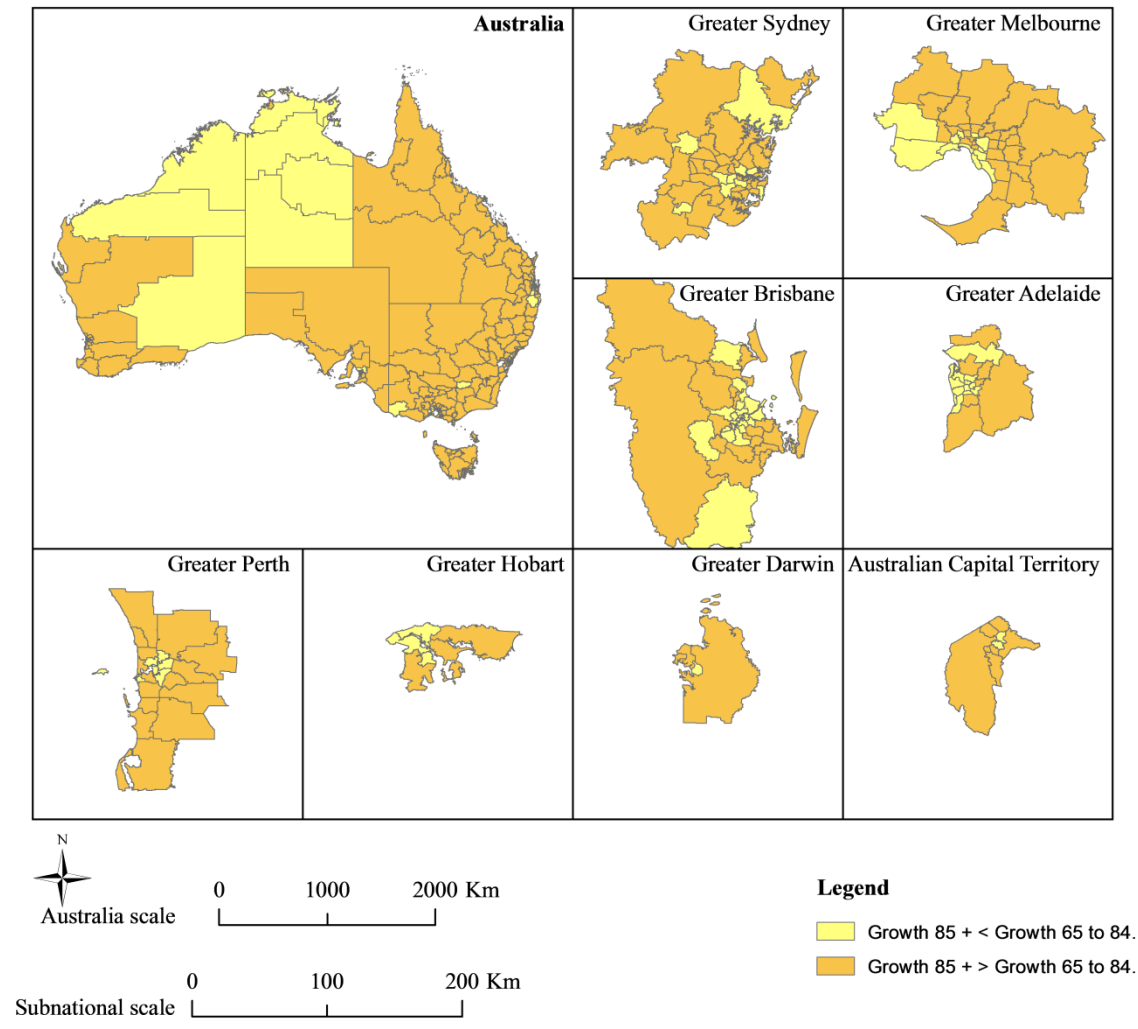 Australia
Greater Sydney
Greater Melbourne
Greater Brisbane
Greater Adelaide
Greater Perth
Greater Hobart
Greater Darwin
Australian Capital Territory
N
0 1000 2000 Km
Australia scale
0 100 200 Km
Subnational scale
Legend
Growth 85 + < Growth 65 to 84.
Growth 85 + > Growth 65 to 84.